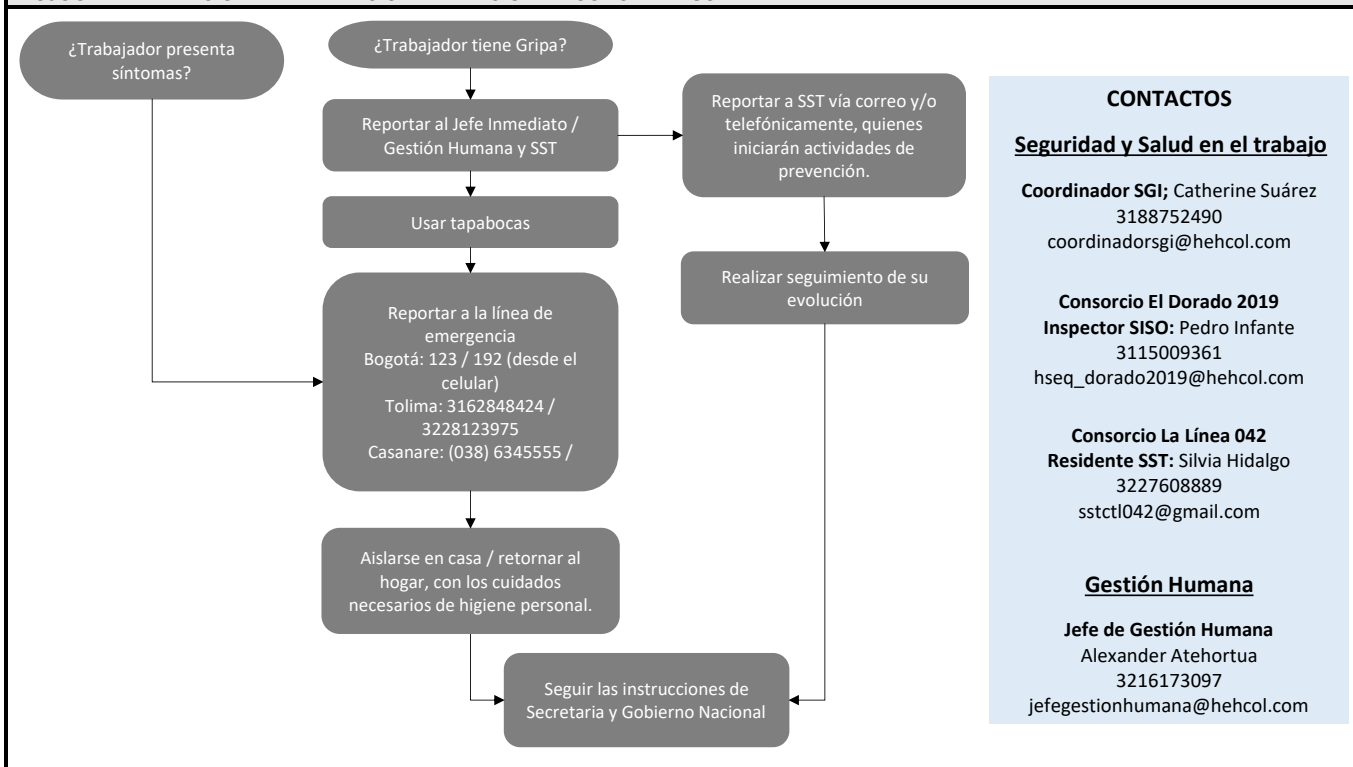 ¿Trabajador presenta
síntomas?
¿Trabajador tiene Gripa?
Reportar al Jefe Inmediato /
Gestión Humana y SST
Reportar a SST vía correo y/o
telefónicamente, quienes
iniciarán actividades de
prevención.
Usar tapabocas
Realizar seguimiento de su
evolución
Reportar a la línea de
emergencia
Bogotá: 123 / 192 (desde el
celular)
Tolima: 3162848424 /
3228123975
Casanare: (038) 6345555 /
Aislarse en casa / retornar al
hogar, con los cuidados
necesarios de higiene personal.
Seguir las instrucciones de
Secretaria y Gobierno Nacional
CONTACTOS
Seguridad y Salud en el trabajo
Coordinador SGI; Catherine Suárez
3188752490
coordinadorsgi@hehcol.com
Consorcio El Dorado 2019
Inspector SISO: Pedro Infante
3115009361
hseq_dorado2019@hehcol.com
Consorcio La Línea 042
Residente SST: Silvia Hidalgo
3227608889
sstctl042@gmail.com
Gestión Humana
Jefe de Gestión Humana
Alexander Atehortua
3216173097
jefegestionhumana@hehcol.com